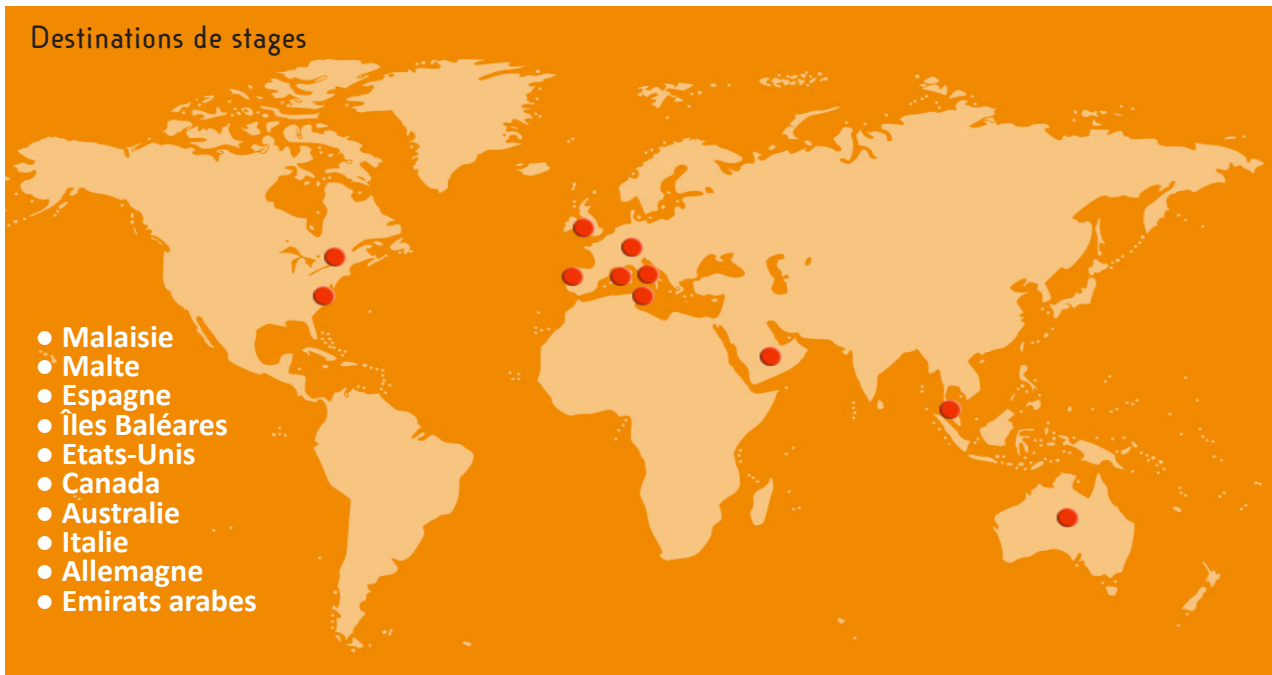 Destinations de stages
● Malaisie
● Malte
● Espagne
● Îles Baléares
● Etats-Unis
● Canada
● Australie
● Italie
● Allemagne
● Emirats arabes